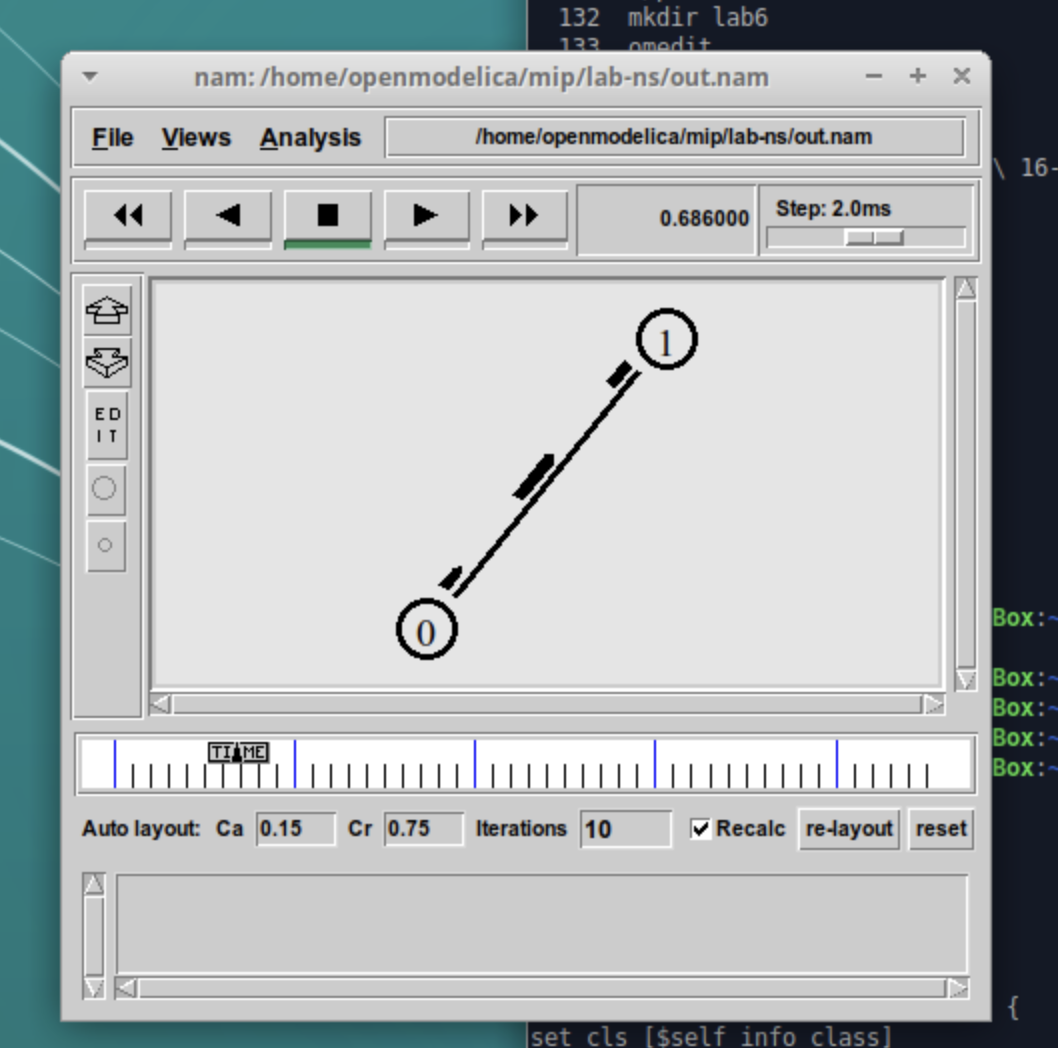 132 mkdir lab6
133 omedit
nam: /home/openmodelica/mip/lab-ns/out.nam
File Views Analysis /home/openmodelica/mip/lab-ns/out.nam
\ 16-
0.686000 Step: 2.0ms
1
E D
I T
0
Box:~
Box:~
Box:~
Box:~
Box:~
TIME
Auto layout: Ca 0.15 Cr 0.75 Iterations 10 Recalc re-layout reset
{
set cls [$self info class]